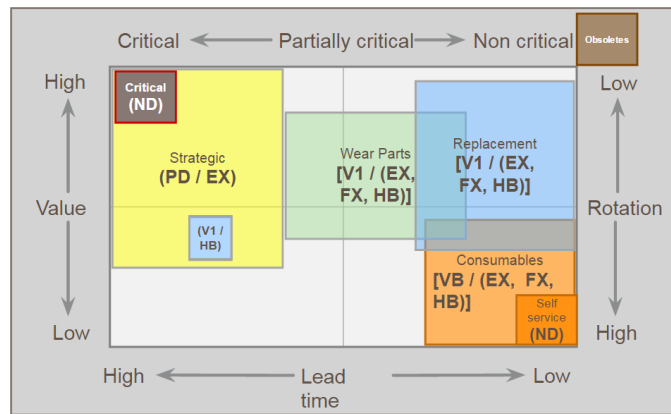 Critical Partially critical Non critical
Obsoletes
High
Value
Low
Critical
(ND)
Strategic
(PD / EX)
(V1 /
HB)
Wear Parts
[V1 / (EX,
FX, HB)]
Replacement
[V1 / (EX,
FX, HB)]
Consumables
[VB / (EX, FX,
HB)]
Self
service
(ND)
Low
Rotation
High
High Lead Low
time